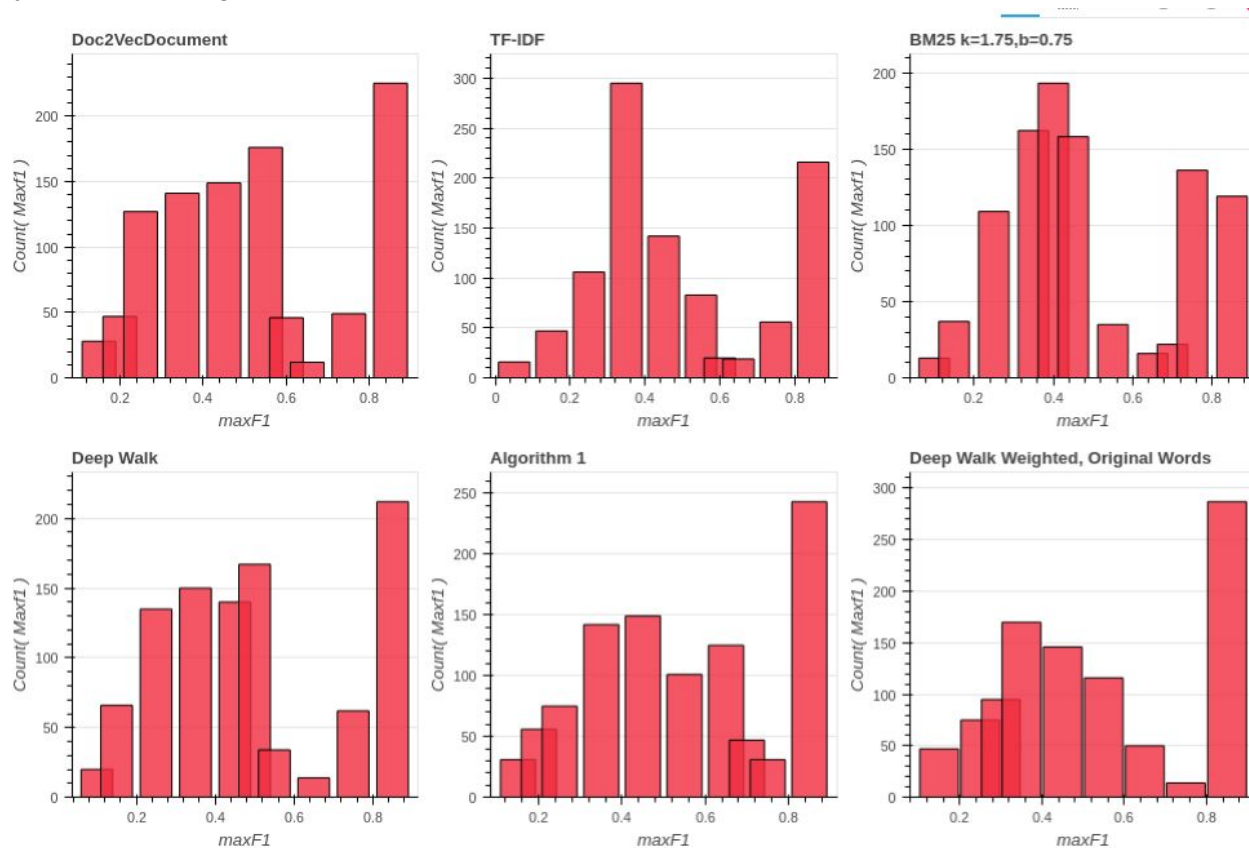 Doc2VecDocument
Count( Maxf1 )
200
150
100
50
0
0.2 0.4 0.6 0.8
maxF1
TF-IDF
Count( Maxf1 )
300
250
200
150
100
50
0
0 0.2 0.4 0.6 0.8
maxF1
BM25 k=1.75,b=0.75
Count( Maxf1 )
200
150
100
50
0
0.2 0.4 0.6 0.8
maxF1
Deep Walk
Count( Maxf1 )
200
150
100
50
0
0.2 0.4 0.6 0.8
maxF1
Algorithm 1
Count( Maxf1 )
250
200
150
100
50
0
0.2 0.4 0.6 0.8
maxF1
Deep Walk Weighted, Original Words
Count( Maxf1 )
300
250
200
150
100
50
0
0.2 0.4 0.6 0.8
maxF1